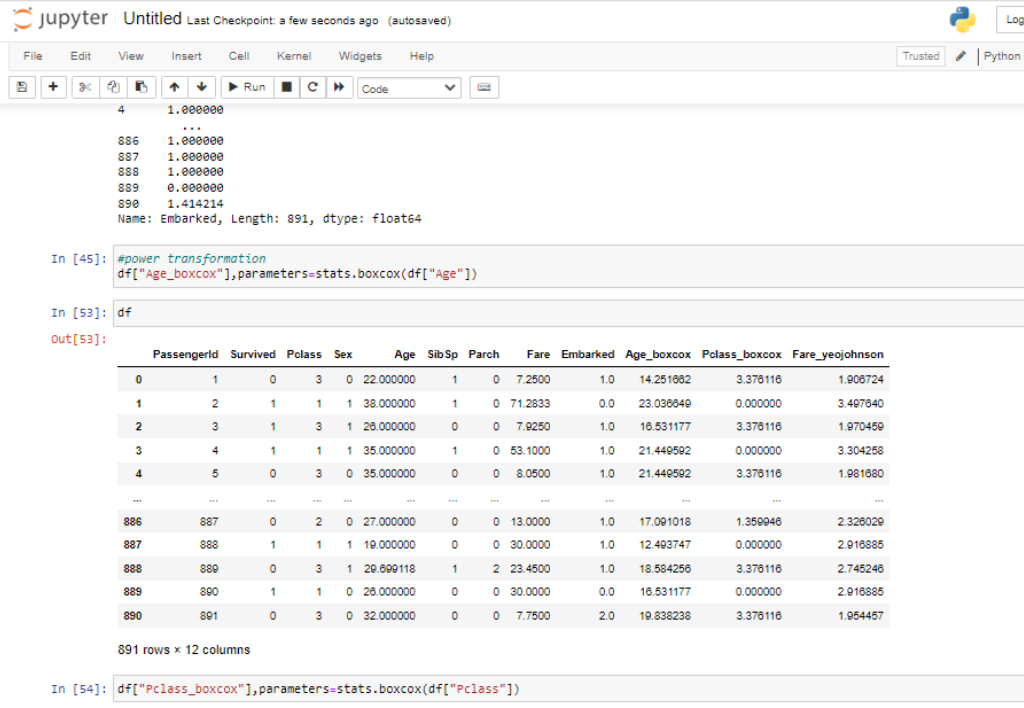 jupyter Untitled Last Checkpoint: a few seconds ago (autosaved)
Log
File Edit View Insert Cell Kernel Widgets Help Trusted Python
Run Code
4 1.000000
...
886 1.000000
887 1.000000
888 1.000000
889 0.000000
890 1.414214
Name: Embarked, Length: 891, dtype: float64
In [45]: #power transformation
df["Age_boxcox"],parameters=stats.boxcox(df["Age"])
In [53]: df
Out[53]:
PassengerId Survived Pclass Sex Age SibSp Parch Fare Embarked Age_boxcox Pclass_boxcox Fare_yeojohnson
0 1 0 3 0 22.000000 1 0 7.2500 1.0 14.251662 3.376116 1.906724
1 2 1 1 1 38.000000 1 0 71.2833 0.0 23.036649 0.000000 3.497640
2 3 1 3 1 26.000000 0 0 7.9250 1.0 16.531177 3.376116 1.970459
3 4 1 1 1 35.000000 1 0 53.1000 1.0 21.449592 0.000000 3.304258
4 5 0 3 0 35.000000 0 0 8.0500 1.0 21.449592 3.376116 1.981680
... ... ... ... ... ... ... ... ... ... ... ... ...
886 887 0 2 0 27.000000 0 0 13.0000 1.0 17.091018 1.359946 2.326029
887 888 1 1 1 19.000000 0 0 30.0000 1.0 12.493747 0.000000 2.916885
888 889 0 3 1 29.699118 1 2 23.4500 1.0 18.584256 3.376116 2.745246
889 890 1 1 0 26.000000 0 0 30.0000 0.0 16.531177 0.000000 2.916885
890 891 0 3 0 32.000000 0 0 7.7500 2.0 19.838238 3.376116 1.954457
891 rows × 12 columns
In [54]: df["Pclass_boxcox"],parameters=stats.boxcox(df["Pclass"])